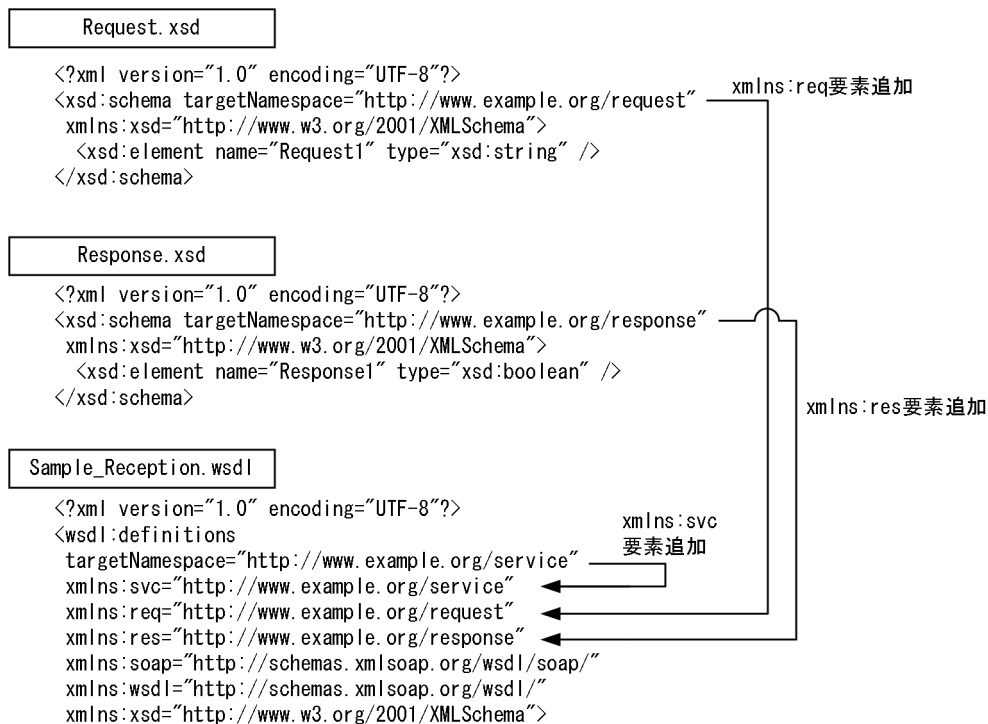 Request.xsd
<?xml version="1.0" encoding="UTF-8"?>
<xsd:schema targetNamespace="http://www.example.org/request"
xmlns:req要素追加
xmlns:xsd="http://www.w3.org/2001/XMLSchema">
<xsd:element name="Request1" type="xsd:string" />
</xsd:schema>
Response.xsd
<?xml version="1.0" encoding="UTF-8"?>
<xsd:schema targetNamespace="http://www.example.org/response"
xmlns:xsd="http://www.w3.org/2001/XMLSchema">
<xsd:element name="Response1" type="xsd:boolean" />
</xsd:schema>
xmlns:res要素追加
Sample_Reception.wsdl
<?xml version="1.0" encoding="UTF-8"?>
<wsdl:definitions
xmlns:svc
要素追加
targetNamespace="http://www.example.org/service"
xmlns:svc="http://www.example.org/service"
xmlns:req="http://www.example.org/request"
xmlns:res="http://www.example.org/response"
xmlns:soap="http://schemas.xmlsoap.org/wsdl/soap/"
xmlns:wsdl="http://schemas.xmlsoap.org/wsdl/"
xmlns:xsd="http://www.w3.org/2001/XMLSchema">